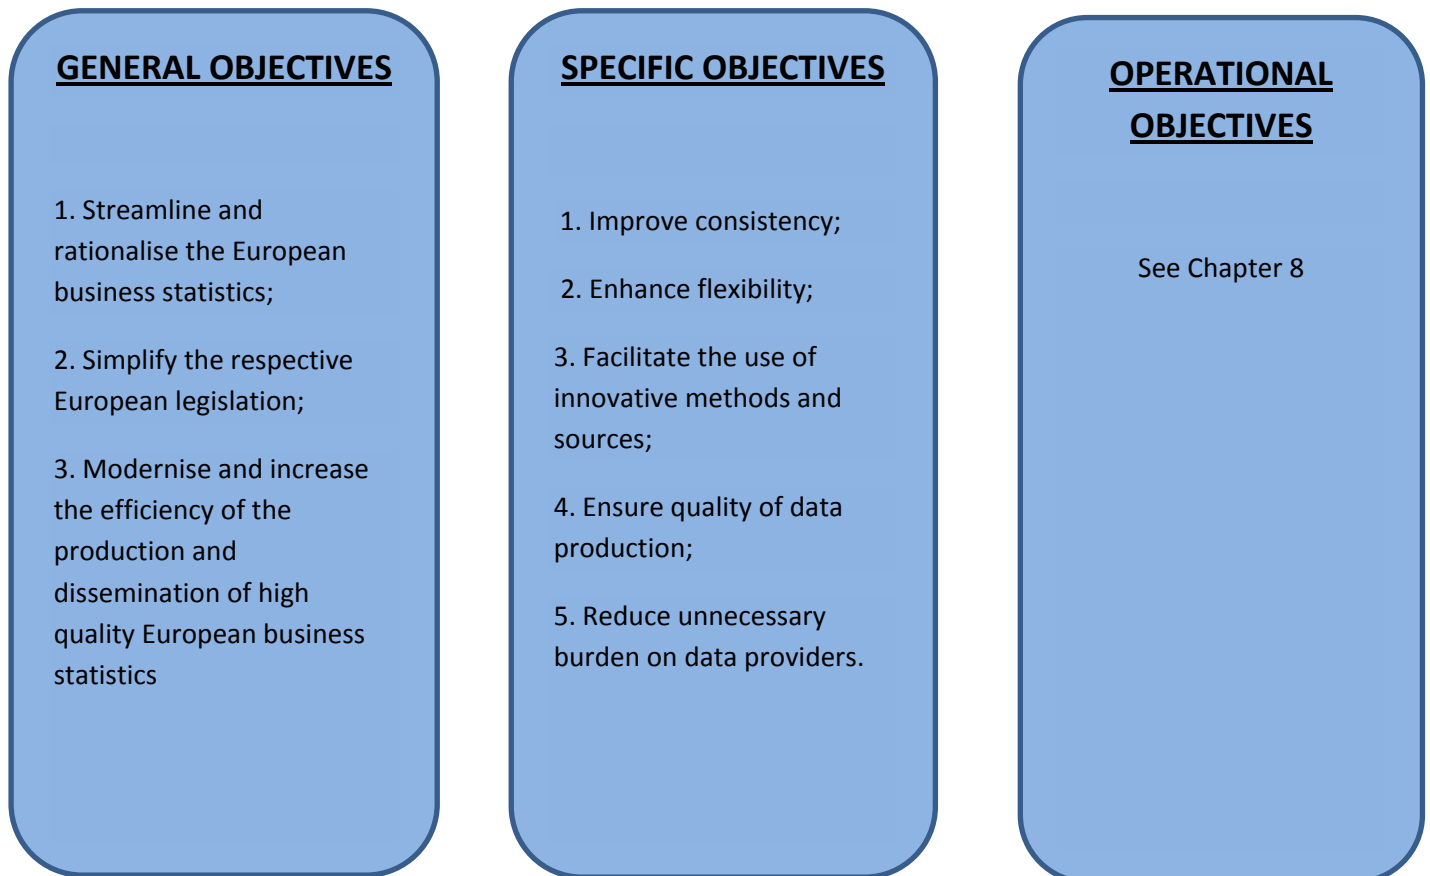 GENERAL OBJECTIVES
1. Streamline and
rationalise the European
business statistics;
2. Simplify the respective
European legislation;
3. Modernise and increase
the efficiency of the
production and
dissemination of high
quality European business
statistics
SPECIFIC OBJECTIVES
1. Improve consistency;
2. Enhance flexibility;
3. Facilitate the use of
innovative methods and
sources;
4. Ensure quality of data
production;
5. Reduce unnecessary
burden on data providers.
OPERATIONAL
OBJECTIVES
See Chapter 8